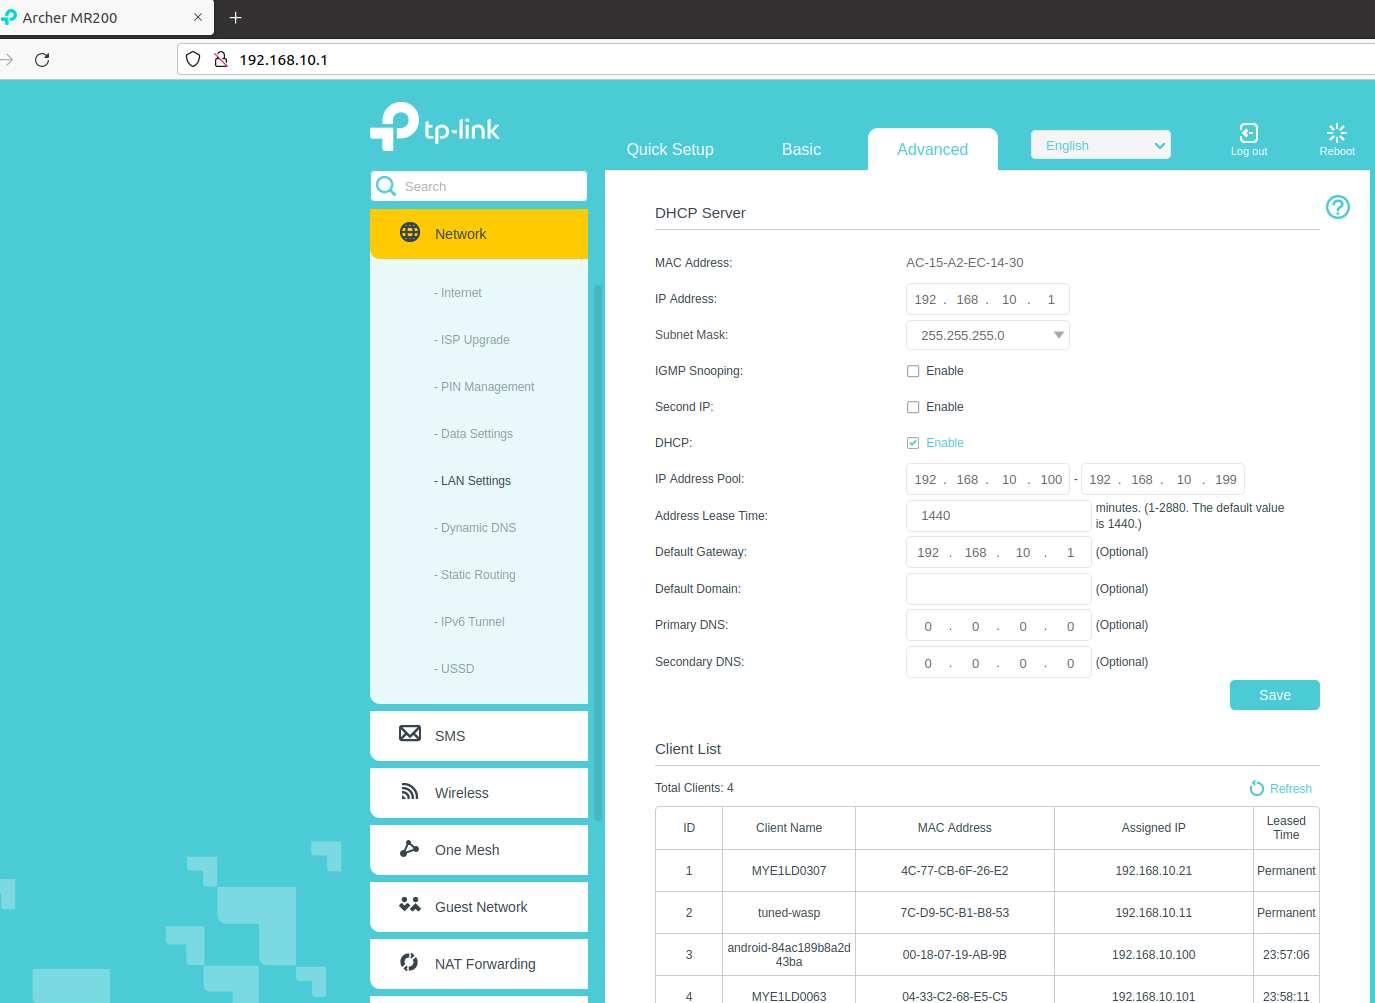 Archer MR200
192.168.10.1
tp-link
Quick Setup
Basic
Advanced
English
Log out
Reboot
Search
Network
- Internet
- ISP Upgrade
- PIN Management
- Data Settings
- LAN Settings
- Dynamic DNS
- Static Routing
- IPv6 Tunnel
- USSD
SMS
Wireless
One Mesh
Guest Network
NAT Forwarding
DHCP Server
MAC Address: AC-15-A2-EC-14-30
IP Address: 192 . 168 . 10 . 1
Subnet Mask: 255.255.255.0
IGMP Snooping: Enable
Second IP: Enable
DHCP: Enable
IP Address Pool: 192 . 168 . 10 . 100 - 192 . 168 . 10 . 199
Address Lease Time: 1440 minutes. (1-2880. The default value
is 1440.)
Default Gateway: 192 . 168 . 10 . 1 (Optional)
Default Domain: (Optional)
Primary DNS: 0 . 0 . 0 . 0 (Optional)
Secondary DNS: 0 . 0 . 0 . 0 (Optional)
Save
Client List
Total Clients: 4
Refresh
ID Client Name MAC Address Assigned IP Leased
Time
1 MYE1LD0307 4C-77-CB-6F-26-E2 192.168.10.21 Permanent
2 tuned-wasp 7C-D9-5C-B1-B8-53 192.168.10.11 Permanent
3 android-84ac189b8a2d
43ba 00-18-07-19-AB-9B 192.168.10.100 23:57:06
4 MYE1LD0063 04-33-C2-68-E5-C5 192.168.10.101 23:58:11